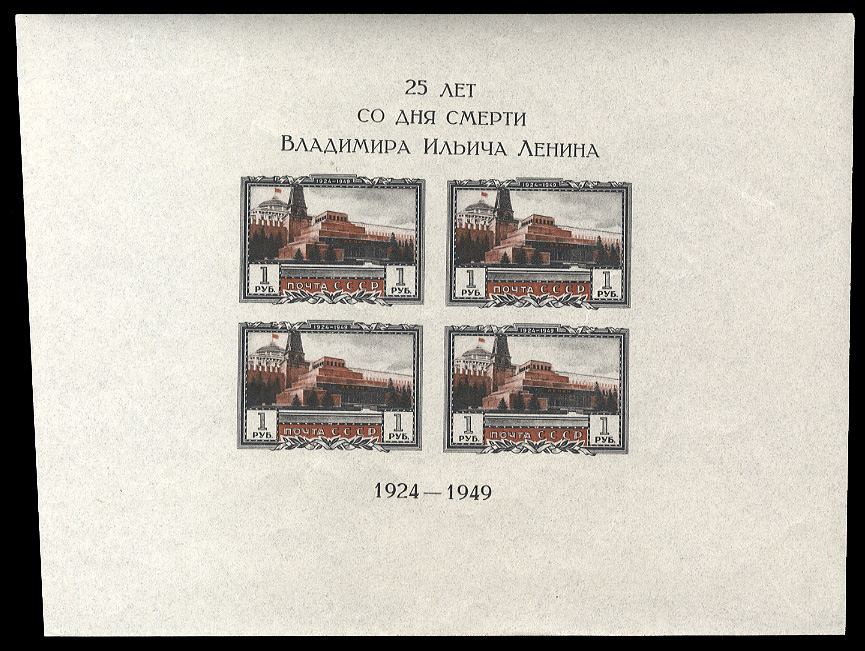 25 ЛЕТ
СО ДНЯ СМЕРТИ
ВЛАДИМИРА ИЛЬИЧА ЛЕНИНА
1924-1949
1 РУБ.
ПОЧТА СССР
1 РУБ.
1924-1949
1 РУБ.
ПОЧТА СССР
1 РУБ.
1924-1949
1 РУБ.
ПОЧТА СССР
1 РУБ.
1924-1949
1 РУБ.
ПОЧТА СССР
1 РУБ.
1924—1949